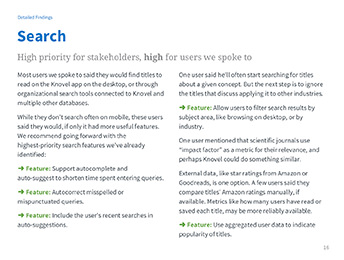 Detailed Findings
Search
High priority for stakeholders, high for users we spoke to
Most users we spoke to said they would find titles to
read on the Knovel app on the desktop, or through
organizational search tools connected to Knovel and
multiple other databases.
While they don't search often on mobile, these users
said they would, if only it had more useful features.
We recommend going forward with the
highest-priority search features we've already
identified:
➜ Feature: Support autocomplete and
auto-suggest to shorten time spent entering queries.
➜ Feature: Autocorrect misspelled or
mispunctuated queries.
➜ Feature: Include the user's recent searches in
auto-suggestions.
One user said he'll often start searching for titles
about a given concept. But the next step is to ignore
the titles that discuss applying it to other industries.
➜ Feature: Allow users to filter search results by
subject area, like browsing on desktop, or by
industry.
One user mentioned that scientific journals use
"impact factor" as a metric for their relevance, and
perhaps Knovel could do something similar.
External data, like star ratings from Amazon or
Goodreads, is one option. A few users said they
compare titles' Amazon ratings manually, if
available. Metrics like how many users have read or
saved each title, may be more reliably available.
➜ Feature: Use aggregated user data to indicate
popularity of titles.